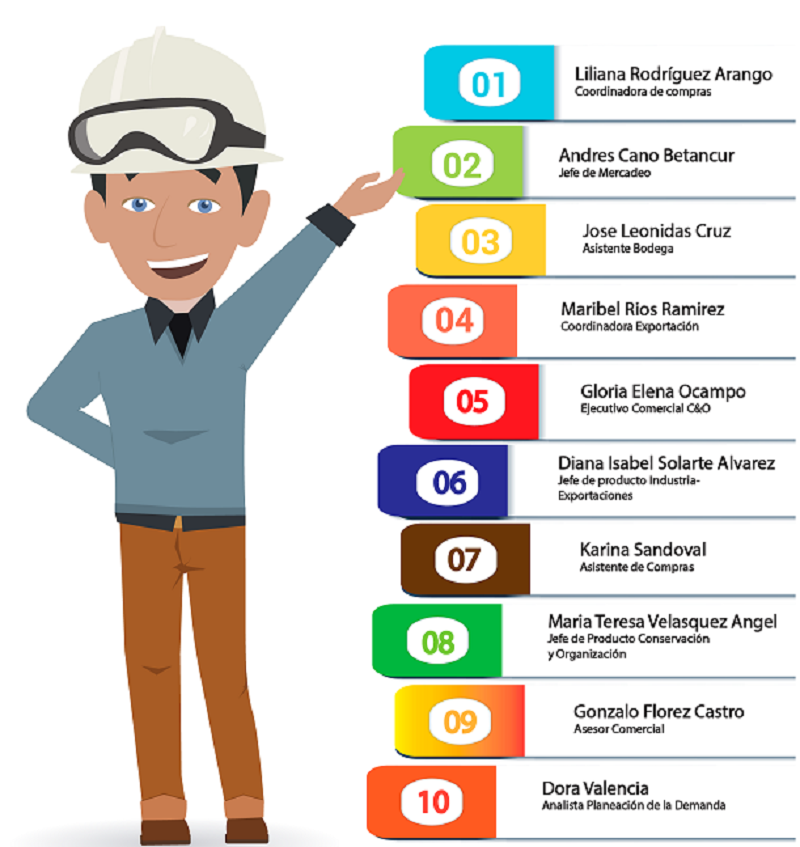 01
Liliana Rodríguez Arango
Coordinadora de compras
02
Andres Cano Betancur
Jefe de Mercadeo
03
Jose Leonidas Cruz
Asistente Bodega
04
Maribel Rios Ramirez
Coordinadora Exportación
05
Gloria Elena Ocampo
Ejecutivo Comercial C&O
06
Diana Isabel Solarte Alvarez
Jefe de producto Industria-
Exportaciones
07
Karina Sandoval
Asistente de Compras
08
Maria Teresa Velasquez Angel
Jefe de Producto Conservación
y Organización
09
Gonzalo Florez Castro
Asesor Comercial
10
Dora Valencia
Analista Planeación de la Demanda